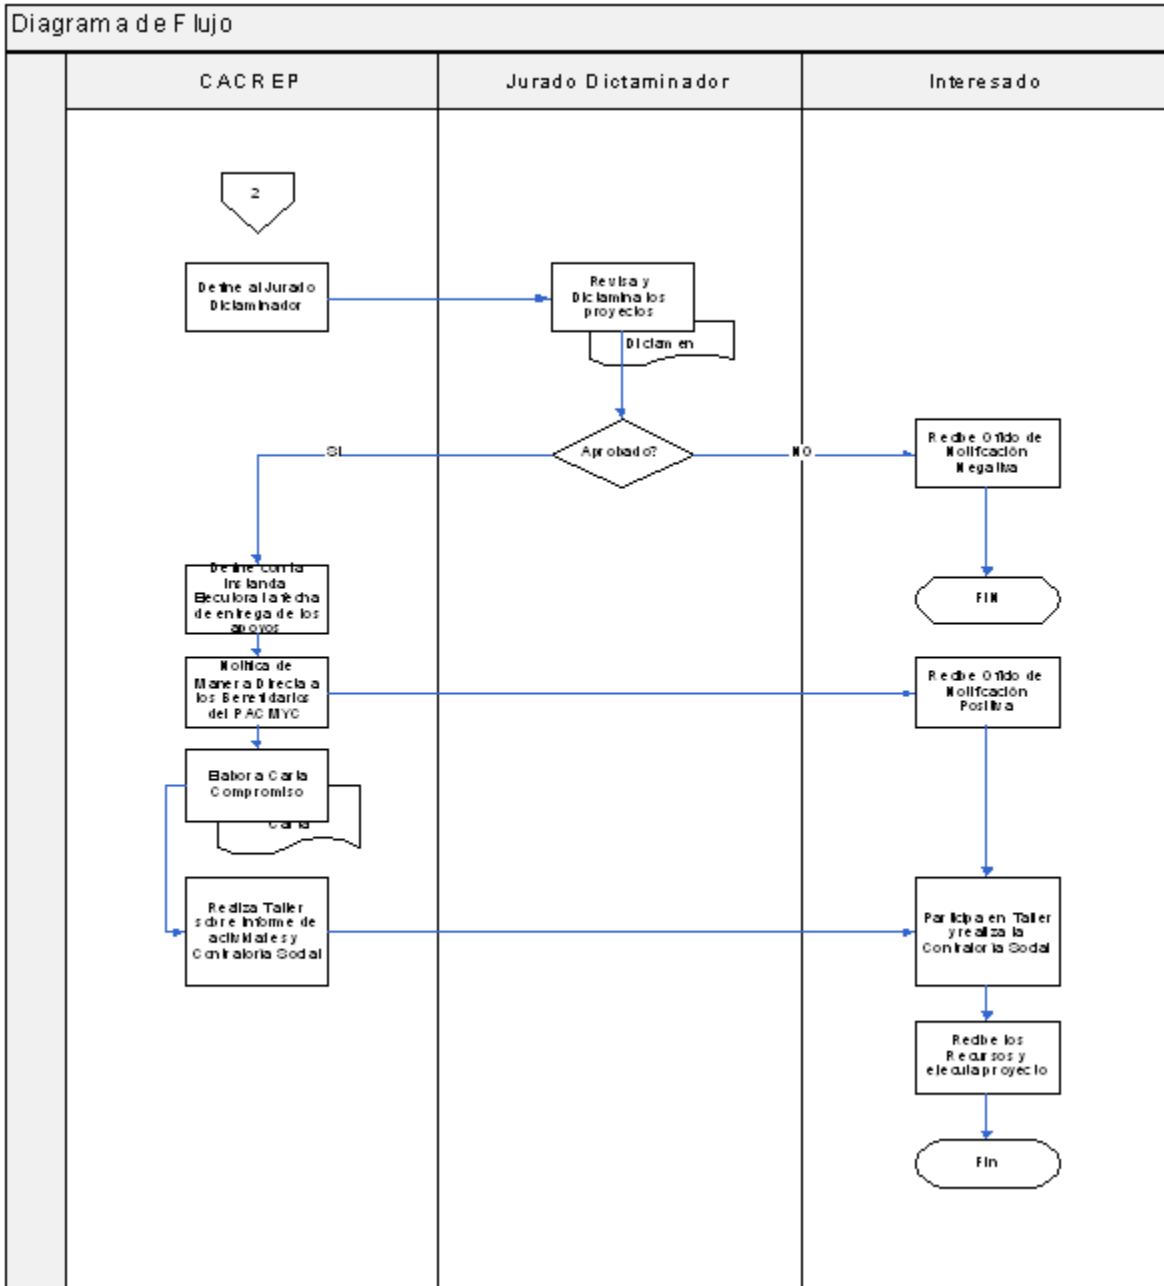 Diagrama de Flujo
CACREP
Jurado Dictaminador
Interesado
2
Define al Jurado
Dictaminador
Revisa y
Dictamina los
proyectos
Dictamen
Aprobado?
SI
NO
Recibe Oficio de
Notificación
Negativa
FIN
Define con la
Instancia
Ejecutora la fecha
de entrega de los
apoyos
Notifica de
Manera Directa a
los Beneficiarios
del PACMYC
Recibe Oficio de
Notificación
Positiva
Elabora Carta
Compromiso
Carta
Realiza Taller
sobre Informe de
actividades y
Contraloría Social
Participa en Taller
y realiza la
Contraloría Social
Recibe los
Recursos y
ejecuta proyecto
Fin